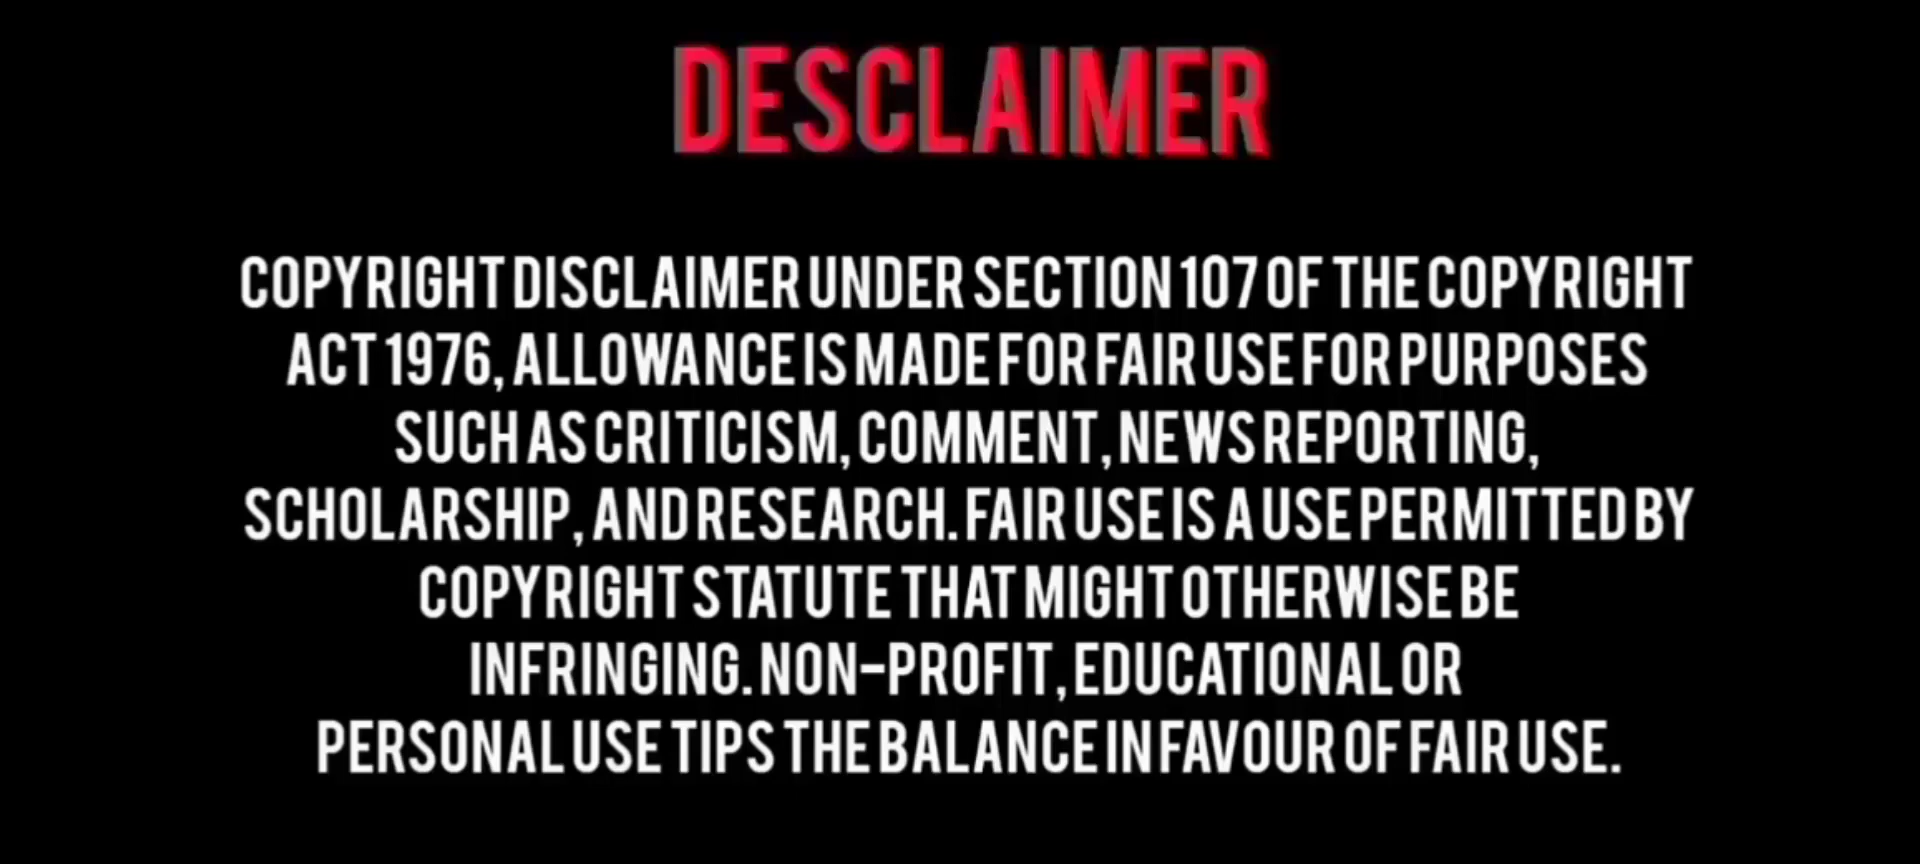 DESCLAIMER
COPYRIGHT DISCLAIMER UNDER SECTION 107 OF THE COPYRIGHT
ACT 1976, ALLOWANCE IS MADE FOR FAIR USE FOR PURPOSES
SUCH AS CRITICISM, COMMENT, NEWS REPORTING,
SCHOLARSHIP, AND RESEARCH. FAIR USE IS A USE PERMITTED BY
COPYRIGHT STATUTE THAT MIGHT OTHERWISE BE
INFRINGING. NON-PROFIT, EDUCATIONAL OR
PERSONAL USE TIPS THE BALANCE IN FAVOUR OF FAIR USE.